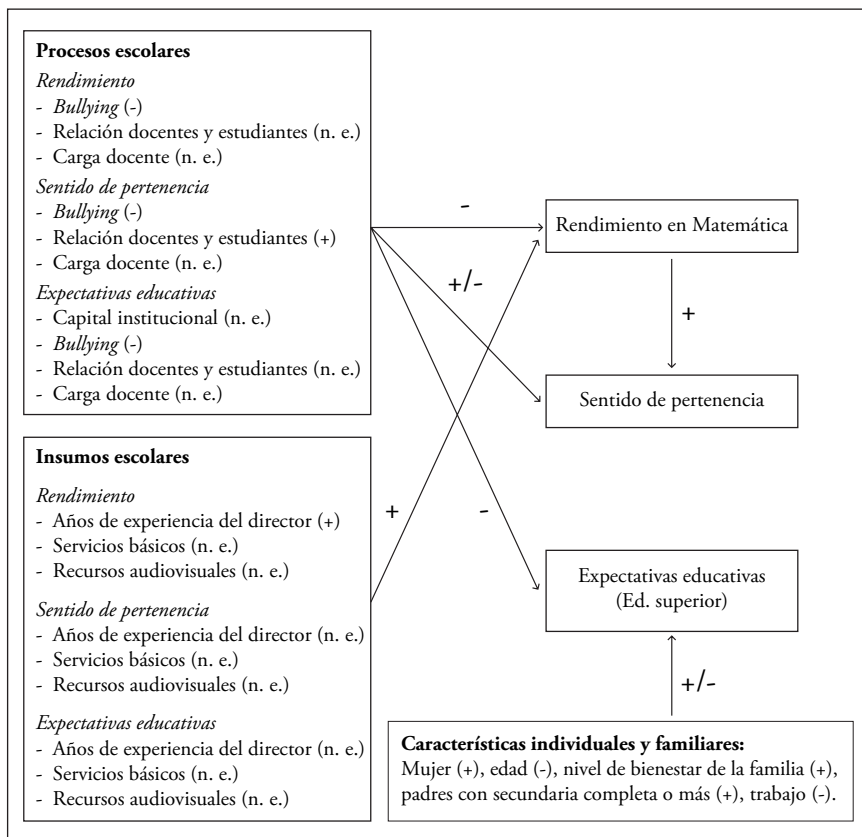 Procesos escolares
Rendimiento
- Bullying (-)
- Relación docentes y estudiantes (n. e.)
- Carga docente (n. e.)
Sentido de pertenencia
- Bullying (-)
- Relación docentes y estudiantes (+)
- Carga docente (n. e.)
Expectativas educativas
- Capital institucional (n. e.)
- Bullying (-)
- Relación docentes y estudiantes (n. e.)
- Carga docente (n. e.)
Insumos escolares
Rendimiento
- Años de experiencia del director (+)
- Servicios básicos (n. e.)
- Recursos audiovisuales (n. e.)
Sentido de pertenencia
- Años de experiencia del director (n. e.)
- Servicios básicos (n. e.)
- Recursos audiovisuales (n. e.)
Expectativas educativas
- Años de experiencia del director (n. e.)
- Servicios básicos (n. e.)
- Recursos audiovisuales (n. e.)
-
+/-
+
-
Rendimiento en Matemática
+
Sentido de pertenencia
Expectativas educativas
(Ed. superior)
+/-
Características individuales y familiares:
Mujer (+), edad (-), nivel de bienestar de la familia (+),
padres con secundaria completa o más (+), trabajo (-).